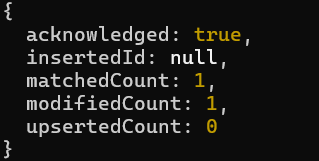 {
  acknowledged: true,
  insertedId: null,
  matchedCount: 1,
  modifiedCount: 1,
  upsertedCount: 0
}